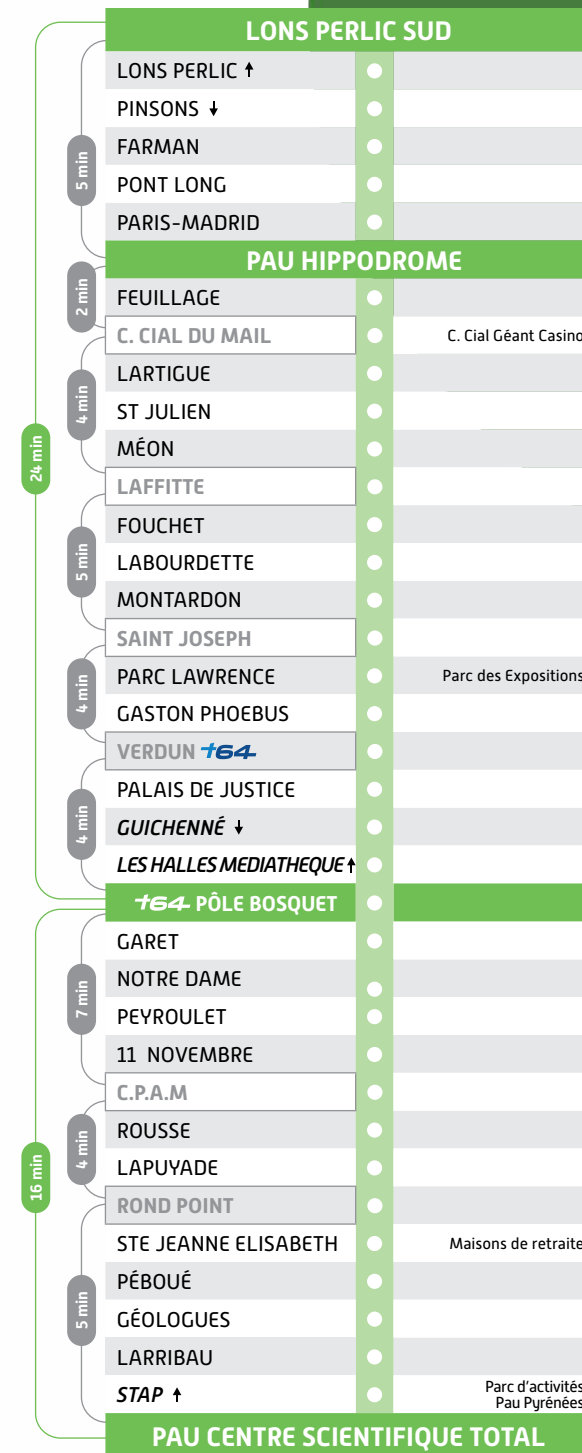 LONS PERLIC SUD
LONS PERLIC ↑
PINSONS ↓
FARMAN
5 min
PONT LONG
PARIS-MADRID
PAU HIPPODROME
2 min
FEUILLAGE
C. CIAL DU MAIL C. Cial Géant Casino
LARTIGUE
4 min
ST JULIEN
MÉON
24 min
LAFFITTE
FOUCHET
5 min
LABOURDETTE
MONTARDON
SAINT JOSEPH
PARC LAWRENCE Parc des Expositions
4 min
GASTON PHOEBUS
VERDUN +64
PALAIS DE JUSTICE
4 min
GUICHENNÉ ↓
LES HALLES MEDIATHEQUE ↑
+64 PÔLE BOSQUET
GARET
NOTRE DAME
7 min
PEYROULET
11 NOVEMBRE
C.P.A.M
ROUSSE
4 min
LAPUYADE
16 min
ROND POINT
STE JEANNE ELISABETH Maisons de retraite
PÉBOUÉ
5 min
GÉOLOGUES
LARRIBAU
STAP ↑ Parc d'activités
Pau Pyrénées
PAU CENTRE SCIENTIFIQUE TOTAL